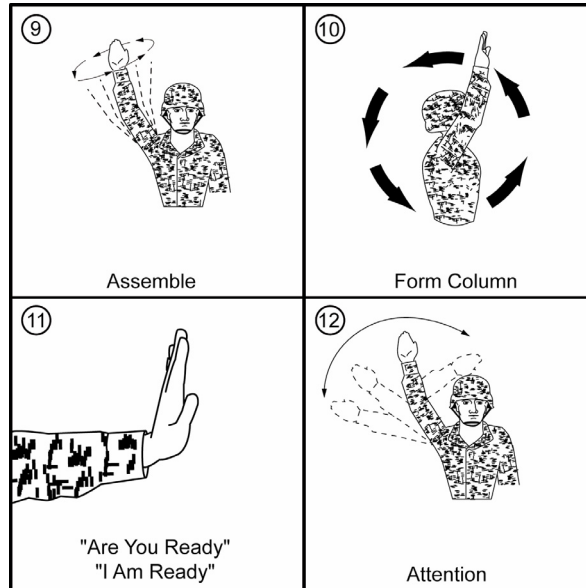 9
Assemble
10
Form Column
11
"Are You Ready"
"I Am Ready"
12
Attention